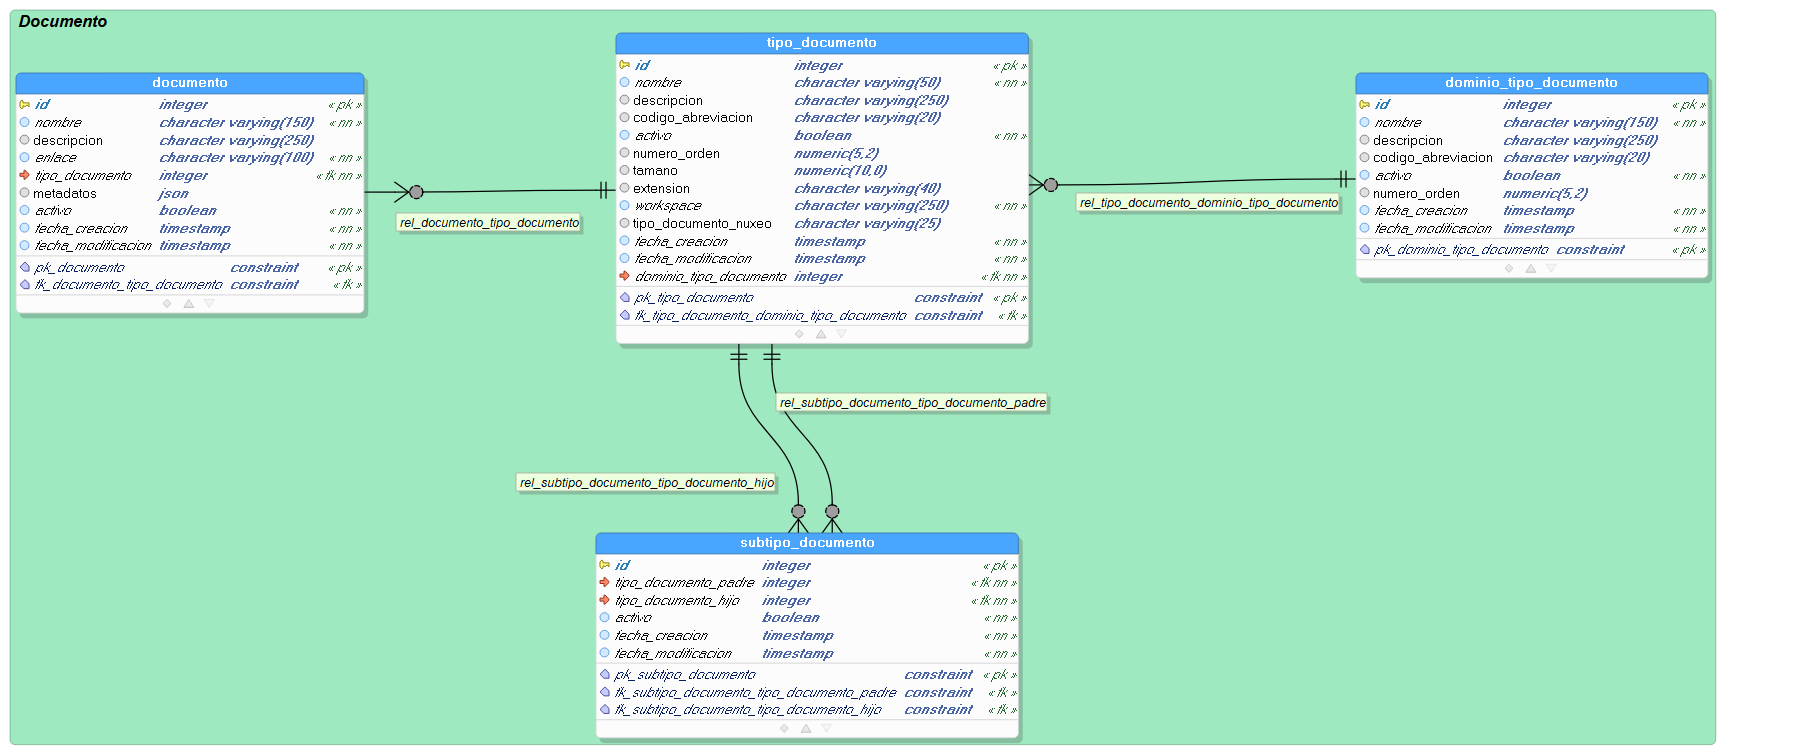 Documento
documento
id integer « pk »
nombre character varying(150) « nn »
descripcion character varying(250)
enlace character varying(100) « nn »
tipo_documento integer « fk nn »
metadatos json
activo boolean « nn »
fecha_creacion timestamp « nn »
fecha_modificacion timestamp « nn »
pk_documento constraint « pk »
fk_documento_tipo_documento constraint « fk »
rel_documento_tipo_documento
tipo_documento
id integer « pk »
nombre character varying(50) « nn »
descripcion character varying(250)
codigo_abreviacion character varying(20)
activo boolean « nn »
numero_orden numeric(5,2)
tamano numeric(10,0)
extension character varying(40)
workspace character varying(250) « nn »
tipo_documento_nuxeo character varying(25)
fecha_creacion timestamp « nn »
fecha_modificacion timestamp « nn »
dominio_tipo_documento integer « fk nn »
pk_tipo_documento constraint « pk »
fk_tipo_documento_dominio_tipo_documento constraint « fk »
rel_tipo_documento_dominio_tipo_documento
dominio_tipo_documento
id integer « pk »
nombre character varying(150) « nn »
descripcion character varying(250)
codigo_abreviacion character varying(20)
activo boolean « nn »
numero_orden numeric(5,2)
fecha_creacion timestamp « nn »
fecha_modificacion timestamp « nn »
pk_dominio_tipo_documento constraint « pk »
rel_subtipo_documento_tipo_documento_padre
rel_subtipo_documento_tipo_documento_hijo
subtipo_documento
id integer « pk »
tipo_documento_padre integer « fk nn »
tipo_documento_hijo integer « fk nn »
activo boolean « nn »
fecha_creacion timestamp « nn »
fecha_modificacion timestamp « nn »
pk_subtipo_documento constraint « pk »
fk_subtipo_documento_tipo_documento_padre constraint « fk »
fk_subtipo_documento_tipo_documento_hijo constraint « fk »